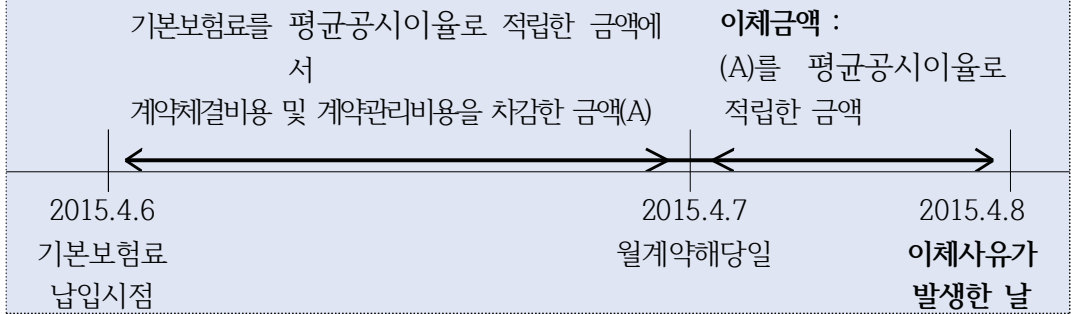 기본보험료를 평균공시이율로 적립한 금액에
서
계약체결비용 및 계약관리비용을 차감한 금액(A)
이체금액 :
(A)를 평균공시이율로
적립한 금액
2015.4.6
기본보험료
납입시점
2015.4.7
월계약해당일
2015.4.8
이체사유가
발생한 날